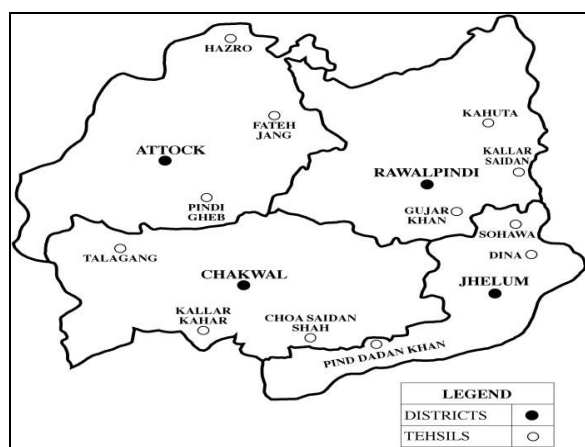 HAZRO
FATEH
JANG
ATTOCK
PINDI
GHEB
KAHUTA
KALLAR
SAIDAN
RAWALPINDI
GUJAR
KHAN
SOHAWA
DINA
JHELUM
TALAGANG
CHAKWAL
KALLAR
KAHAR
CHOA SAIDAN
SHAH
PIND DADAN KHAN
LEGEND
DISTRICTS
TEHSILS